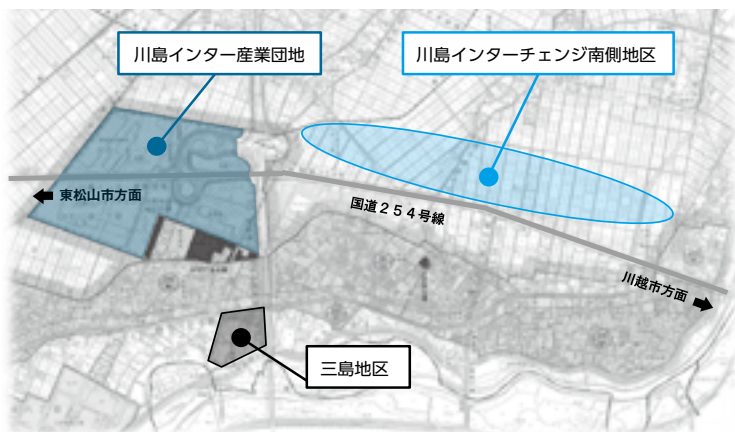 川島インター産業団地
川島インターチェンジ南側地区
東松山市方面
国道２５４号線
川越市方面
三島地区